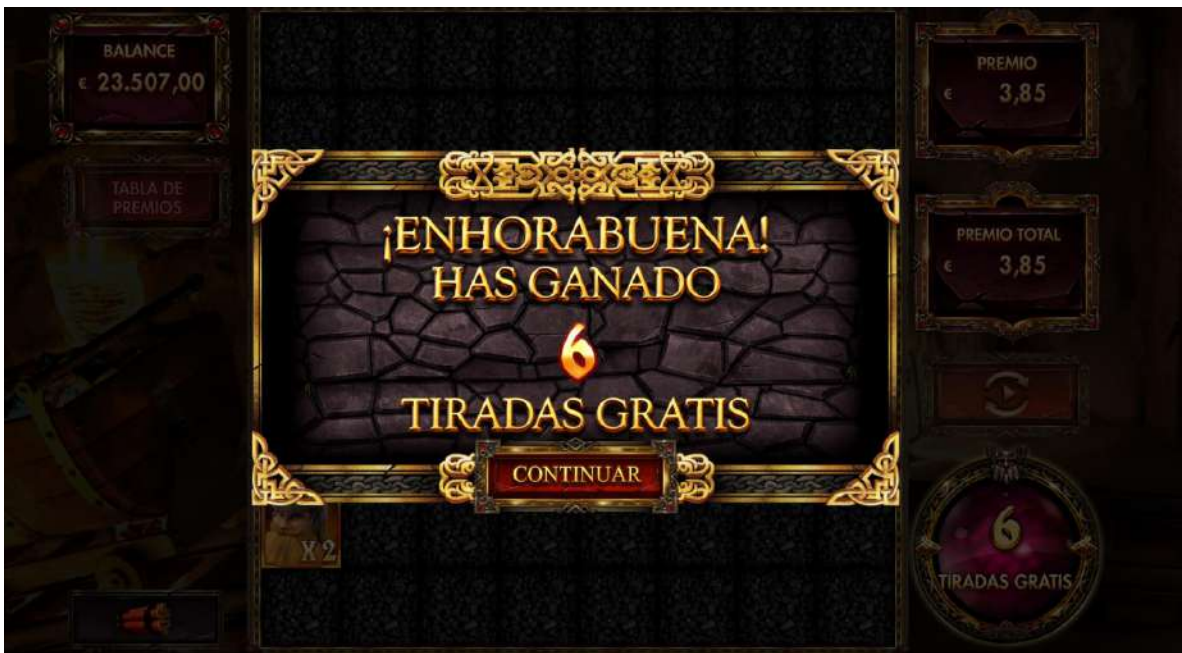 BALANCE
€ 23.507,00
TABLA DE
PREMIOS
¡ENHORABUENA!
HAS GANADO
6
TIRADAS GRATIS
CONTINUAR
X 2
PREMIO
€ 3,85
PREMIO TOTAL
€ 3,85
6
TIRADAS GRATIS